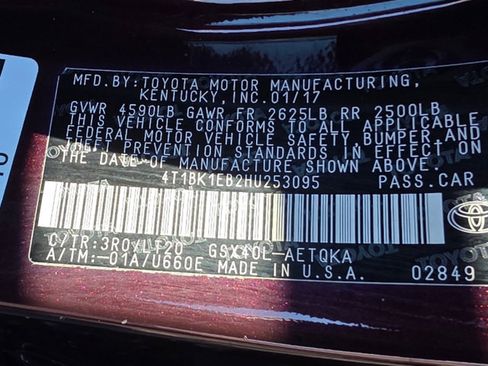 MFD.BY:TOYOTA MOTOR MANUFACTURING,
KENTUCKY,INC.01/17
GVWR 4590LB GAWR FR 2625LB RR 2500LB
THIS VEHICLE CONFORMS TO ALL APPLICABLE
FEDERAL MOTOR VEHICLE SAFETY,BUMPER AND
THEFT PREVENTION STANDARDS IN EFFECT ON
THE DATE OF MANUFACTURE SHOWN ABOVE.
4T1BK1EB2HU253095 PASS.CAR
C/TR:3R0/LT20 GSX40L-AETQKA
A/TM:-01A/U660E MADE IN U.S.A.
TOYOTA
02849